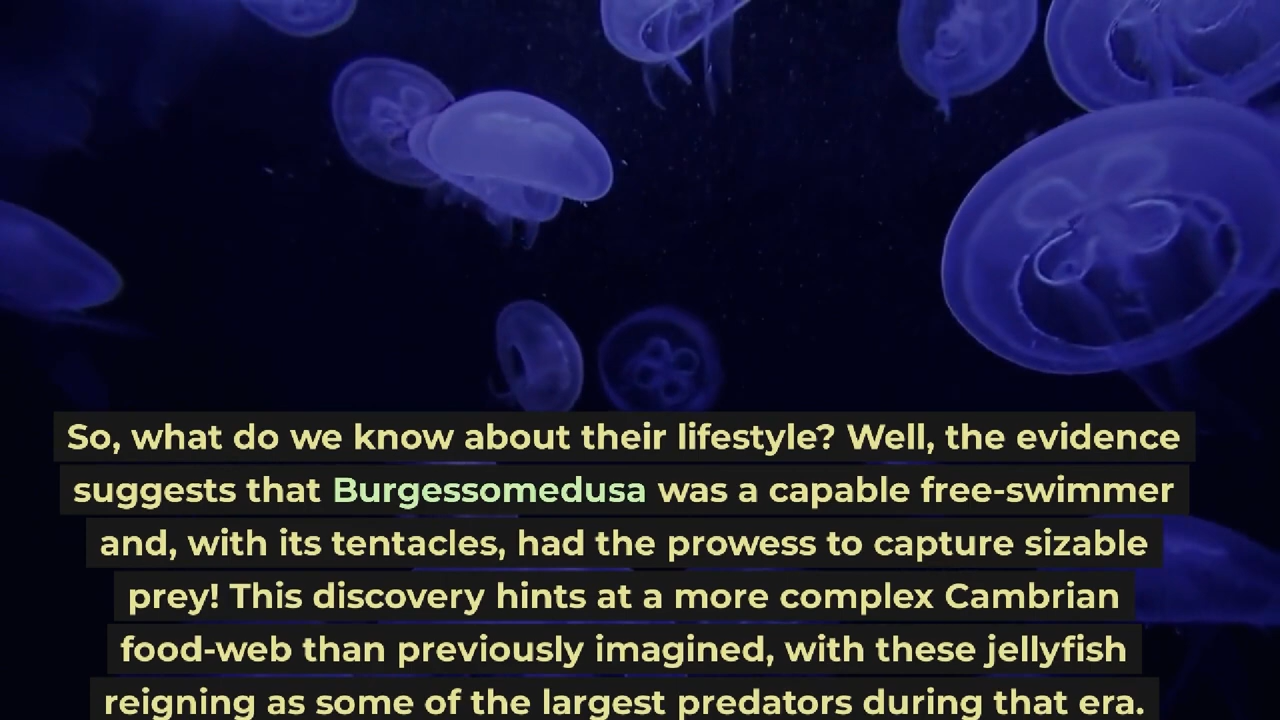 So, what do we know about their lifestyle? Well, the evidence
suggests that Burgessomedusa was a capable free-swimmer
and, with its tentacles, had the prowess to capture sizable
prey! This discovery hints at a more complex Cambrian
food-web than previously imagined, with these jellyfish
reigning as some of the largest predators during that era.